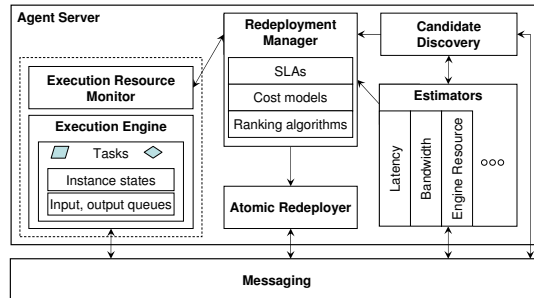 Agent Server
Redeployment
Manager
SLAs
Cost models
Ranking algorithms
Candidate
Discovery
Execution Resource
Monitor
Execution Engine
Tasks
Instance states
Input, output queues
Estimators
Latency
Bandwidth
Engine Resource
Atomic Redeployer
Messaging